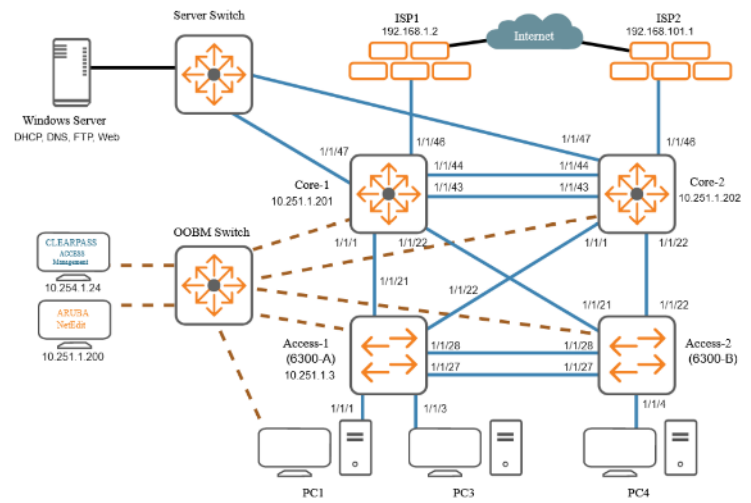 Server Switch
ISP1
192.168.1.2
Internet
ISP2
192.168.101.1
Windows Server
DHCP, DNS, FTP, Web
1/1/47
1/1/46
1/1/47
1/1/46
Core-1
10.251.1.201
1/1/44
1/1/44
1/1/43
1/1/43
Core-2
10.251.1.202
OOBM Switch
1/1/1
1/1/22
1/1/1
1/1/22
CLEARPASS
ACCESS
Management
10.254.1.24
ARUBA
NetEdit
10.251.1.200
1/1/21
1/1/22
1/1/21
1/1/22
Access-1
(6300-A)
10.251.1.3
1/1/28
1/1/28
1/1/27
1/1/27
Access-2
(6300-B)
1/1/1
1/1/3
1/1/4
PC1
PC3
PC4